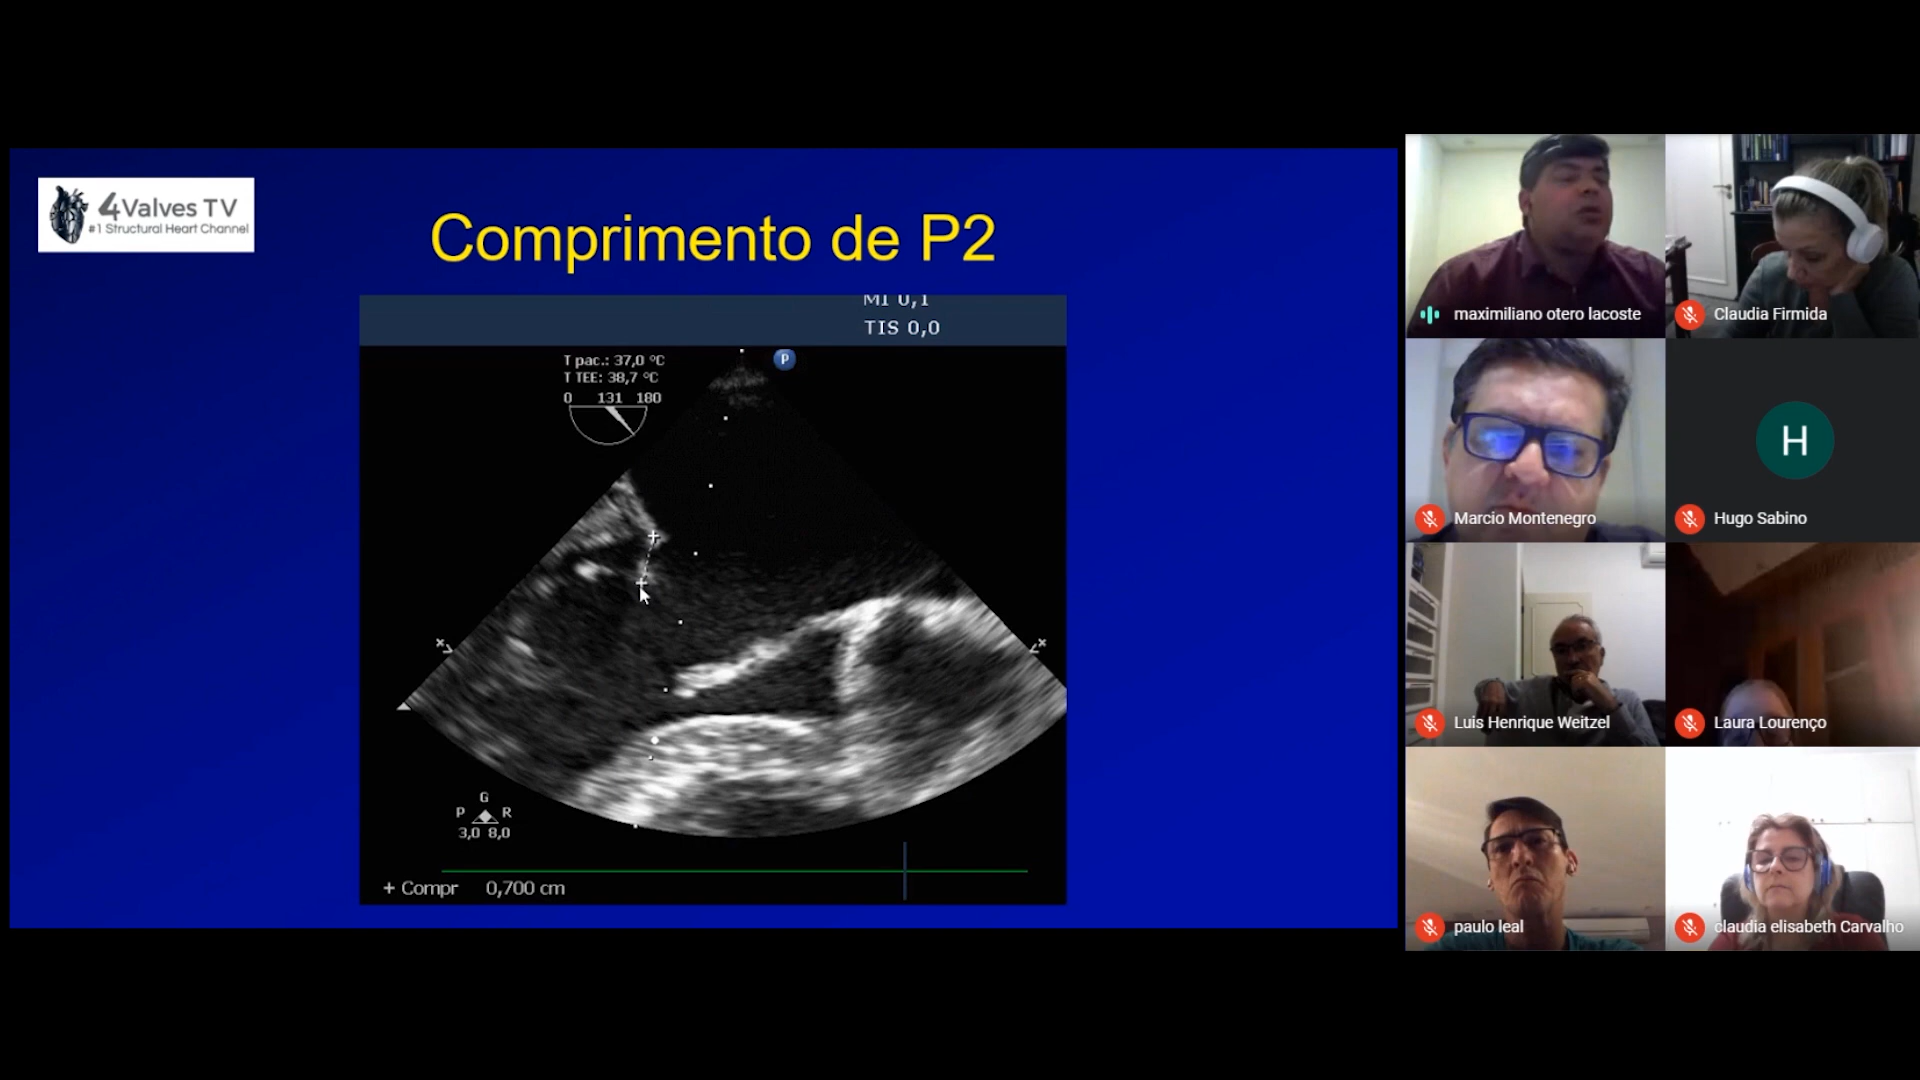 4Valves TV
#1 Structural Heart Channel
Comprimento de P2
MI 0,1
TIS 0,0
T pac.: 37,0 ºC
T TEE: 38,7 ºC
0 131 180
P
G
P R
3,0 8,0
+ Compr 0,700 cm
maximiliano otero lacoste
Claudia Firmida
Marcio Montenegro
H
Hugo Sabino
Luis Henrique Weitzel
Laura Lourenço
paulo leal
claudia elisabeth Carvalho